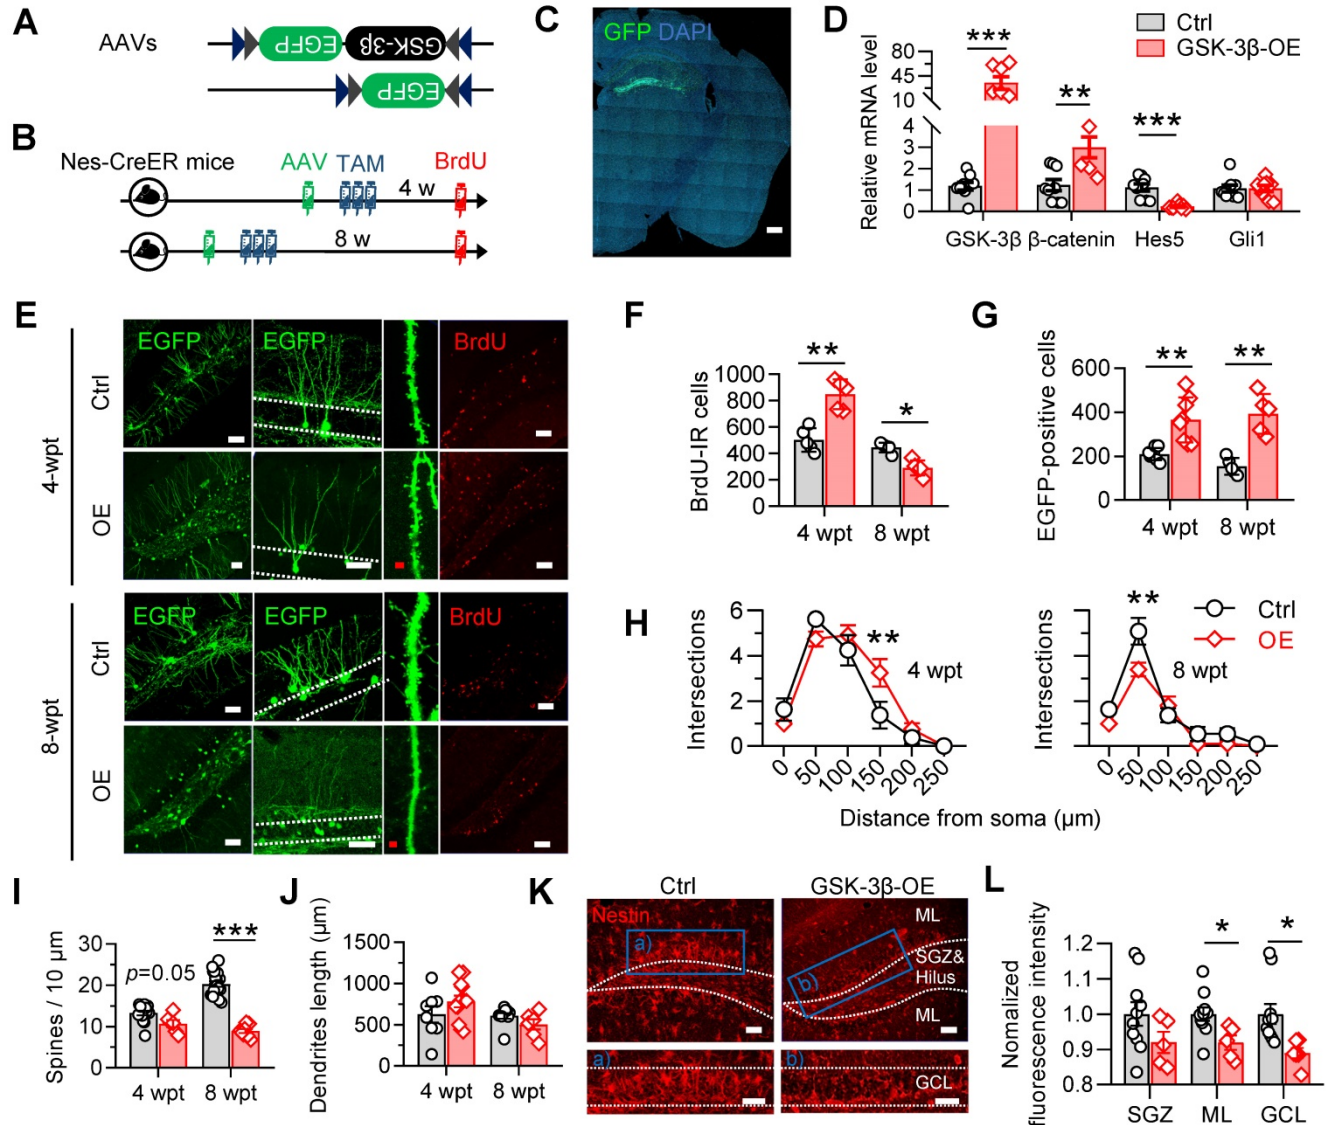 A
AAVs
EGFP
GSK-3β
EGFP
B
Nes-CreER mice
AAV
TAM
BrdU
4 w
8 w
C
GFP DAPI
D
Ctrl
GSK-3β-OE
Relative mRNA level
80
45
10
4
3
2
1
0
***
**
***
GSK-3β
β-catenin
Hes5
Gli1
E
4-wpt
Ctrl
EGFP
EGFP
BrdU
OE
8-wpt
Ctrl
EGFP
EGFP
BrdU
OE
F
BrdU-IR cells
1000
800
600
400
200
0
**
*
4 wpt
8 wpt
G
EGFP-positive cells
600
400
200
0
**
**
4 wpt
8 wpt
H
Intersections
6
4
2
0
**
4 wpt
0
50
100
150
200
250
Intersections
**
Ctrl
OE
8 wpt
0
50
100
150
200
250
Distance from soma (μm)
I
Spines / 10 μm
30
20
10
0
p=0.05
***
4 wpt
8 wpt
J
Dendrites length (μm)
1500
1000
500
0
4 wpt
8 wpt
K
Ctrl
GSK-3β-OE
Nestin
a)
ML
SGZ&
Hilus
b)
ML
a)
b)
GCL
L
Nomalized
fluorescence intensity
1.2
1.1
1.0
0.9
0.8
*
*
SGZ
ML
GCL